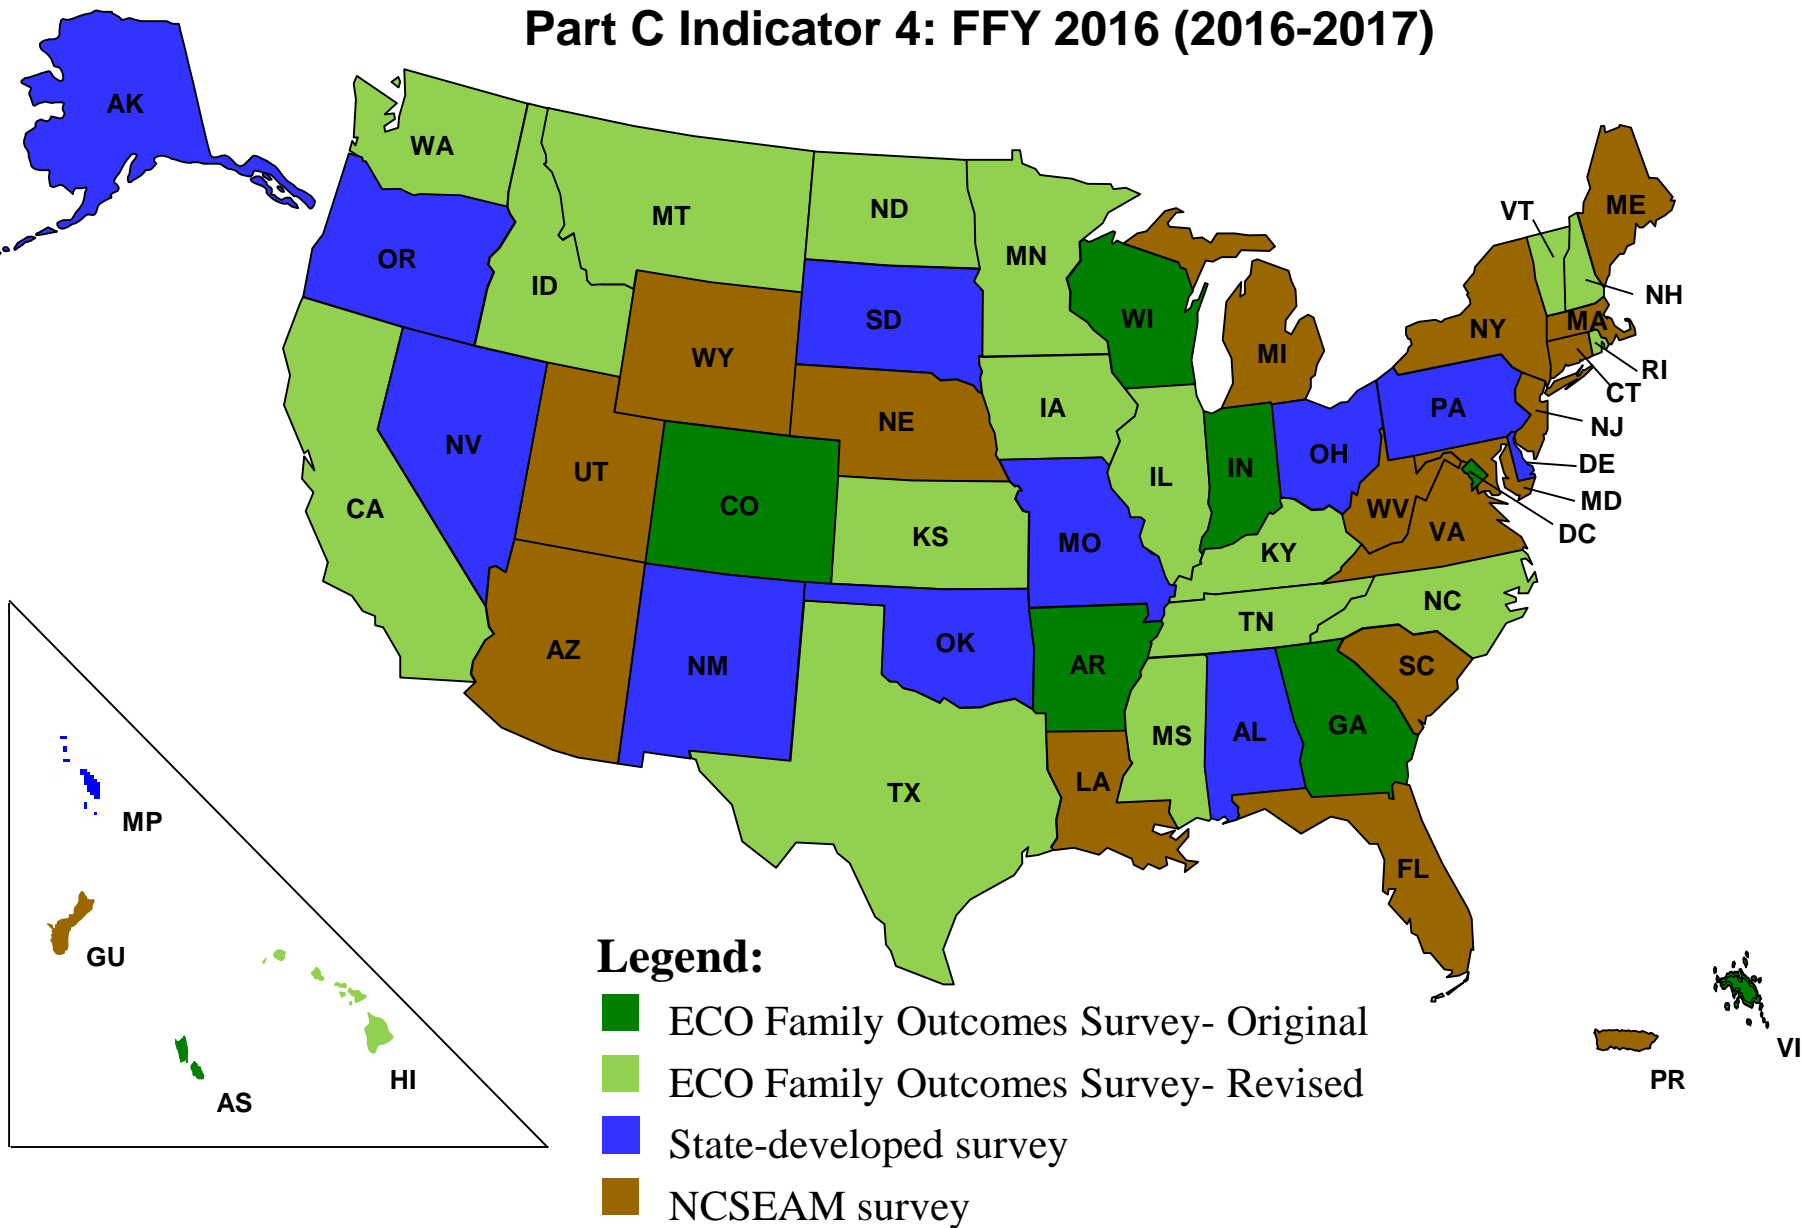 Part C Indicator 4: FFY 2016 (2016-2017)
AK
WA
MT
ND
MN
VT
ME
OR
ID
SD
WI
NH
WY
MI
NY
MA
RI
CT
NV
UT
NE
IA
PA
NJ
CA
CO
IL
IN
OH
DE
MD
DC
KS
MO
KY
WV
VA
AZ
NM
OK
AR
TN
NC
SC
TX
LA
MS
AL
GA
FL
MP
GU
AS
HI
PR
VI
Legend:
ECO Family Outcomes Survey- Original
ECO Family Outcomes Survey- Revised
State-developed survey
NCSEAM survey